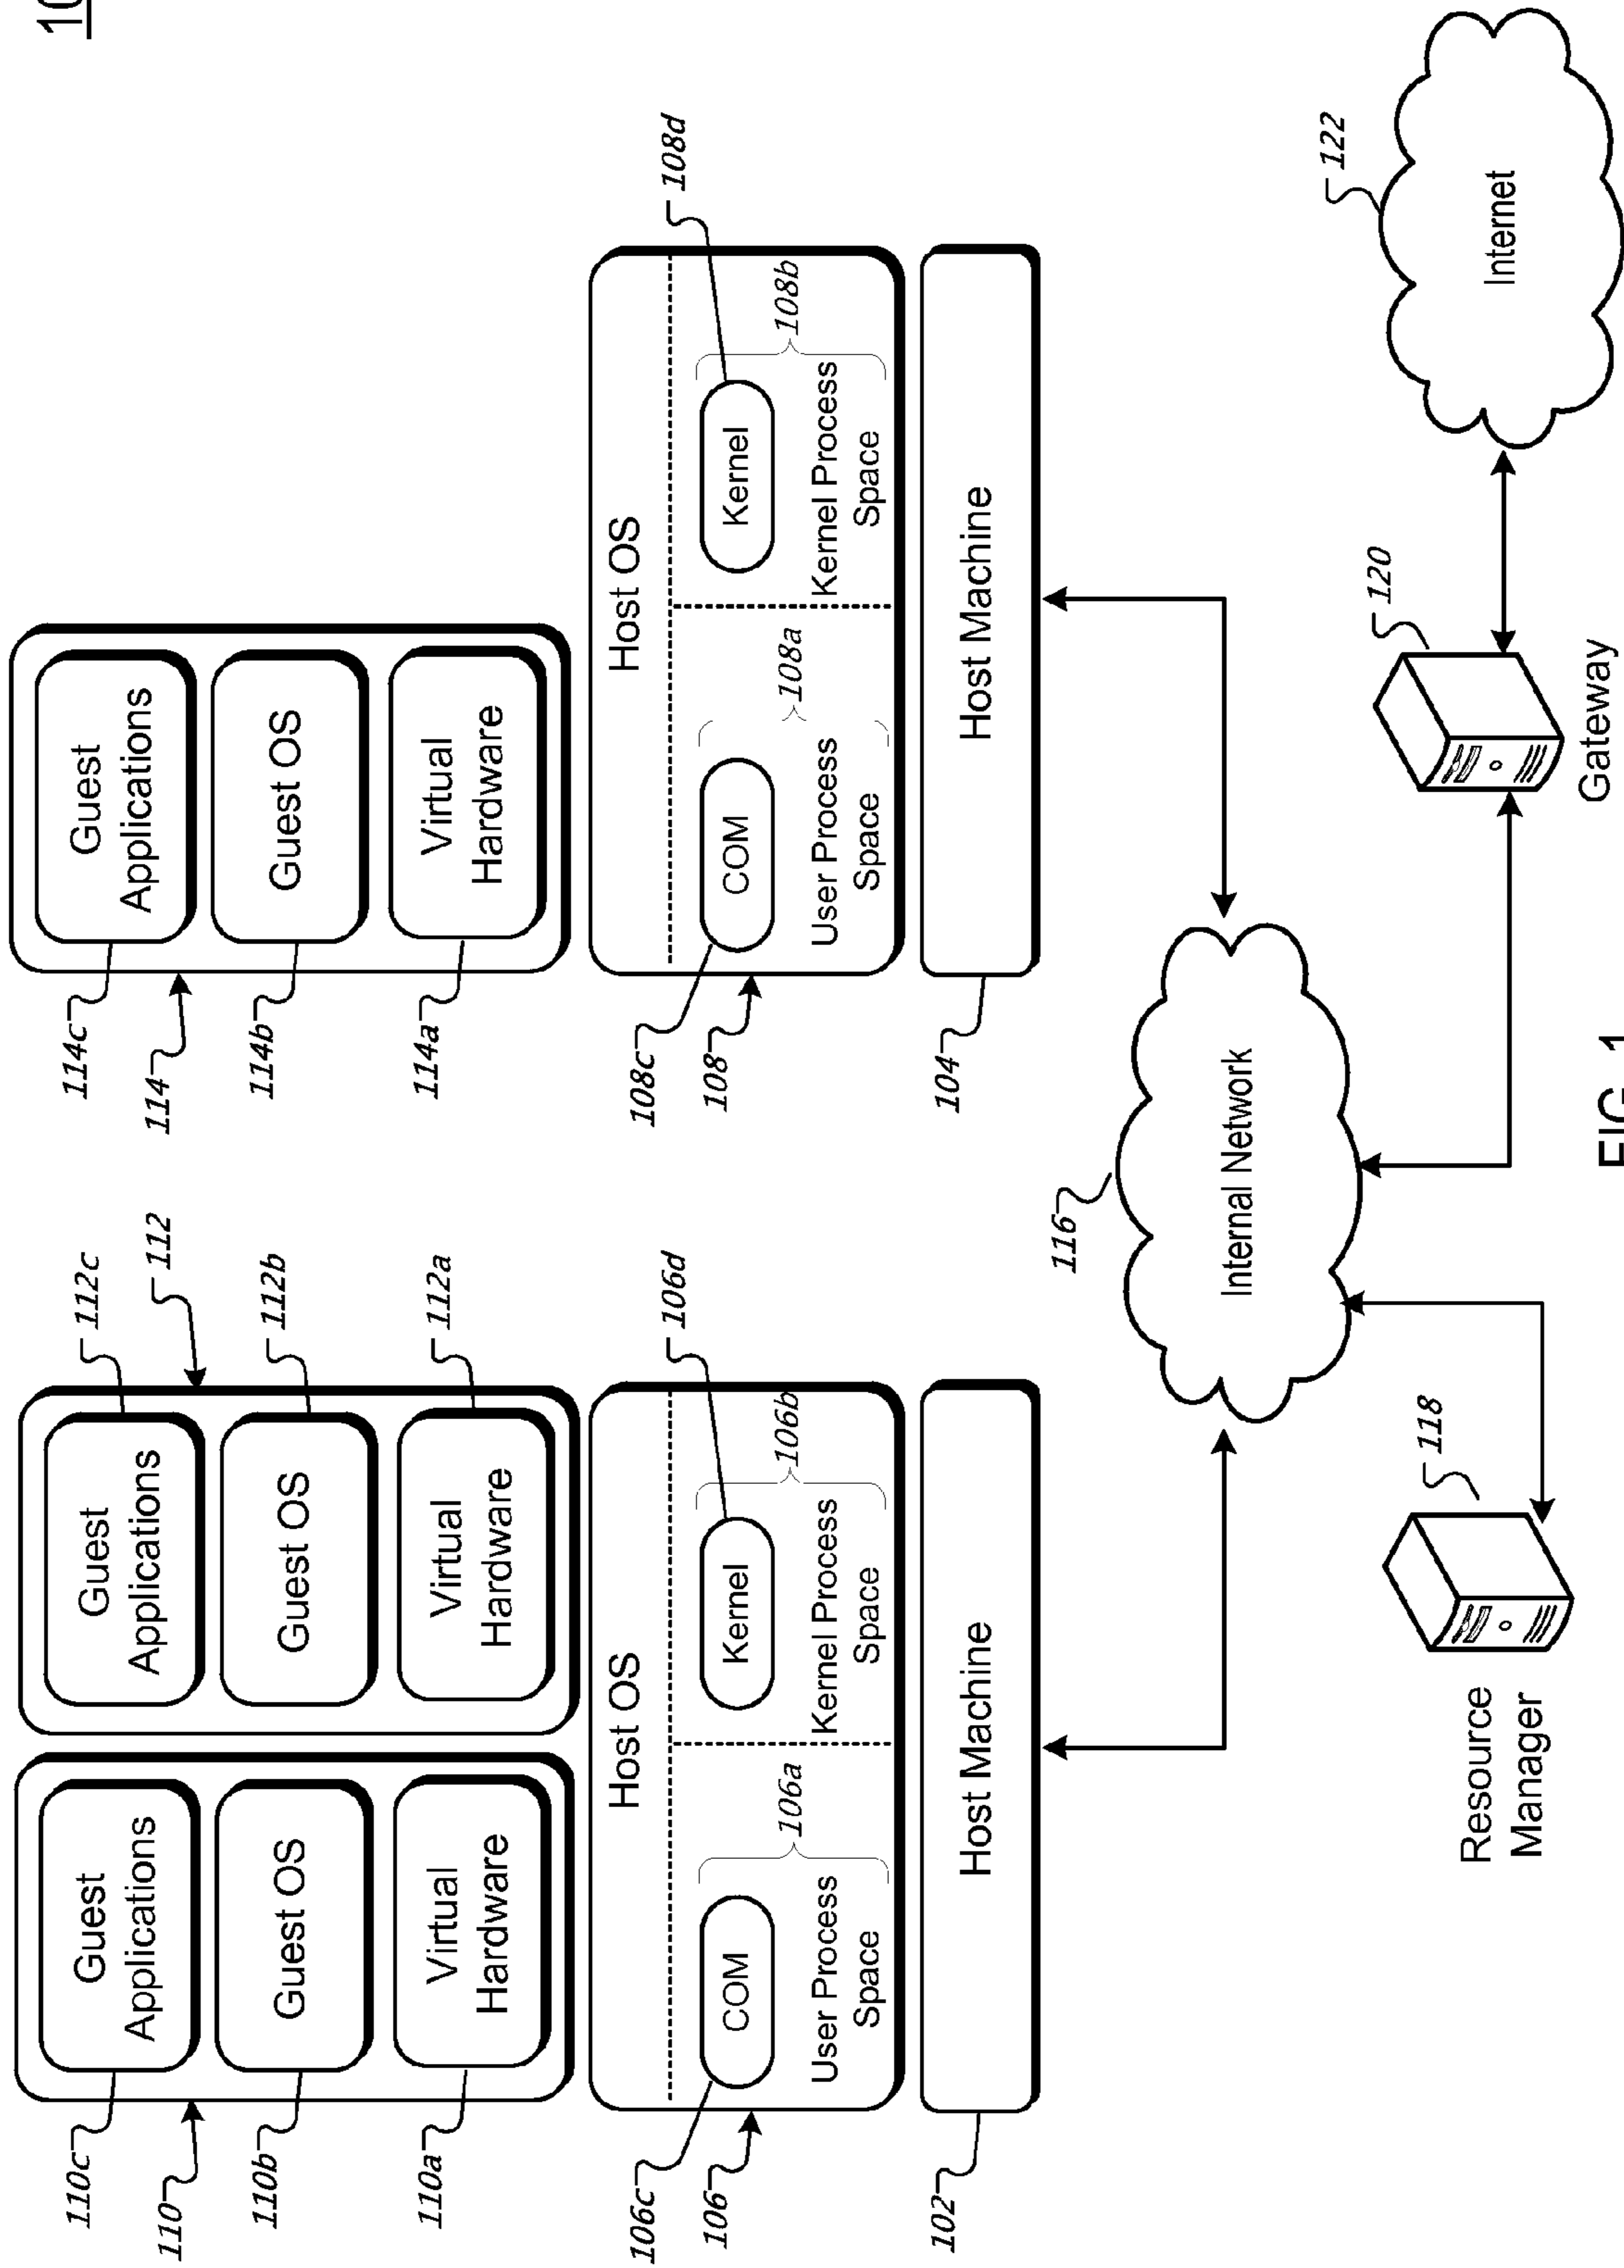 10
110c
Guest
Applications
110
110b
Guest OS
110a
Virtual
Hardware
Guest
Applications
112c
112
Guest OS
112b
Virtual
Hardware
112a
114c
Guest
Applications
114
114b
Guest OS
114a
Virtual
Hardware
Host OS
106c
COM
106
User Process
Space
106a
Kernel
106d
Kernel Process
Space
106b
Host OS
108c
COM
108
User Process
Space
108a
Kernel
108d
Kernel Process
Space
108b
102
Host Machine
104
Host Machine
116
Internal Network
118
Resource
Manager
120
Gateway
122
Internet
FIG. 1